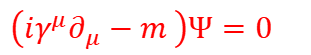 (iγ^μ ∂_μ − m)Ψ = 0